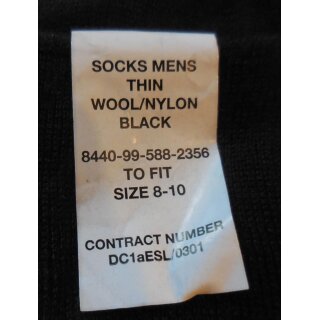 SOCKS MENS
THIN
WOOL/NYLON
BLACK
8440-99-588-2356
TO FIT
SIZE 8-10
CONTRACT NUMBER
DC1aESL/0301